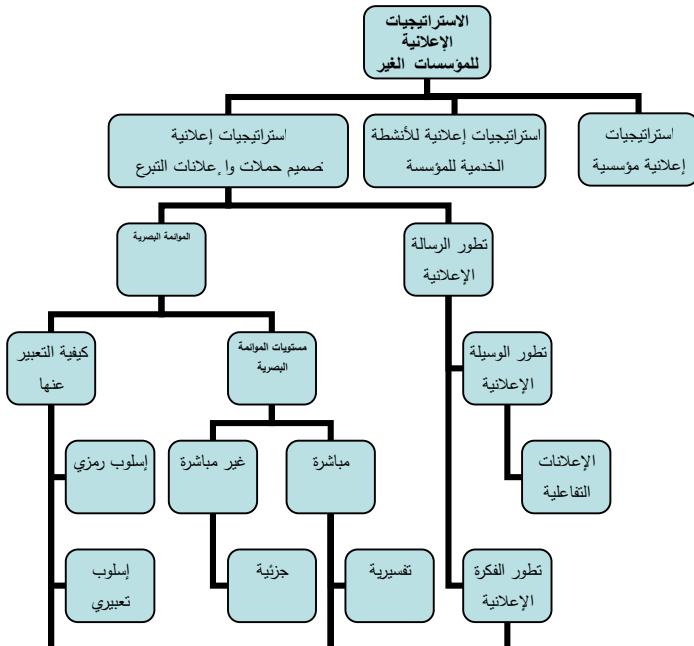 الاستراتيجيات
الإعلانية
للمؤسسات الغير
استراتيجيات
إعلانية مؤسسية
استراتيجيات إعلانية للأنشطة
الخدمية للمؤسسة
استراتيجيات إعلانية
تصميم حملات وإعلانات التبرع
تطور الرسالة
الإعلانية
الموائمة البصرية
تطور الوسيلة
الإعلانية
مستويات الموائمة
البصرية
كيفية التعبير
عنها
الإعلانات
التفاعلية
مباشرة
غير مباشرة
إسلوب رمزي
تطور الفكرة
الإعلانية
تفسيرية
جزئية
إسلوب
تعبيري